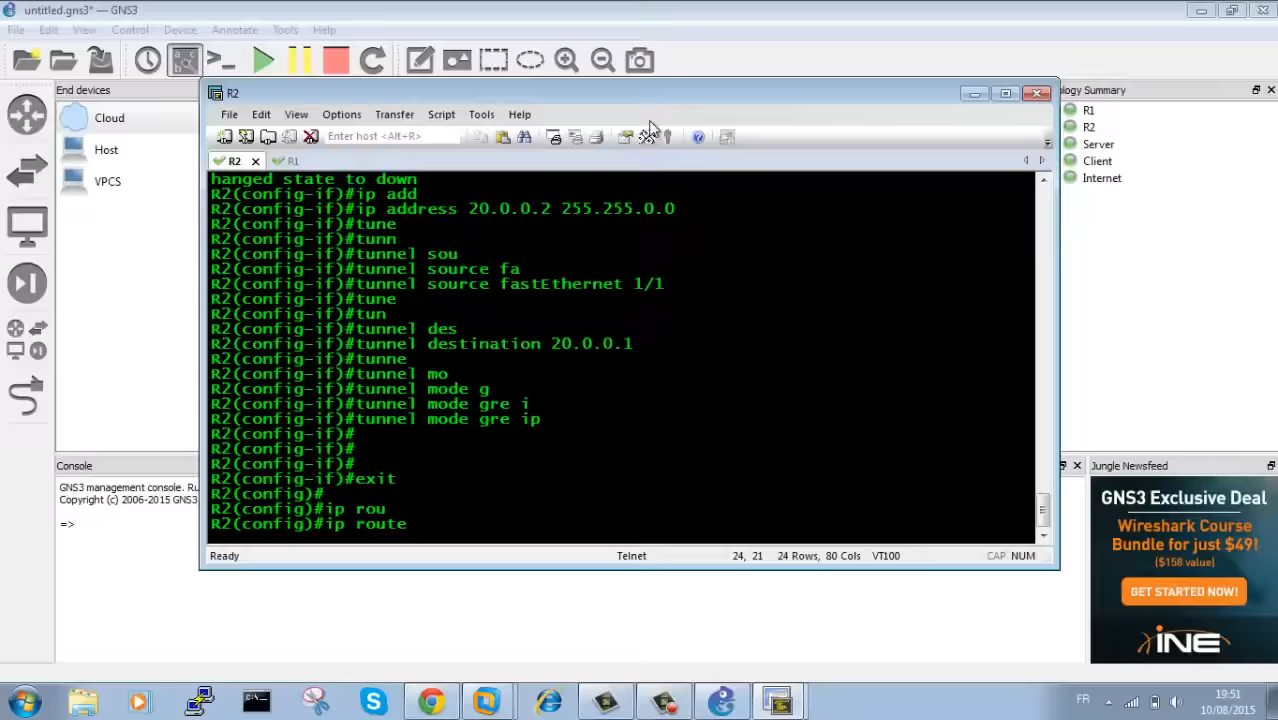 untitled.gns3* — GNS3
File Edit View Control Device Annotate Tools Help
End devices
Cloud
Host
VPCS
Console
GNS3 management console. Ru
Copyright (c) 2006-2015 GNS3
=>
R2
File Edit View Options Transfer Script Tools Help
Enter host <Alt+R>
R2 R1
hanged state to down
R2(config-if)#ip add
R2(config-if)#ip address 20.0.0.2 255.255.0.0
R2(config-if)#tune
R2(config-if)#tunn
R2(config-if)#tunnel sou
R2(config-if)#tunnel source fa
R2(config-if)#tunnel source fastEthernet 1/1
R2(config-if)#tune
R2(config-if)#tun
R2(config-if)#tunnel des
R2(config-if)#tunnel destination 20.0.0.1
R2(config-if)#tunne
R2(config-if)#tunnel mo
R2(config-if)#tunnel mode g
R2(config-if)#tunnel mode gre i
R2(config-if)#tunnel mode gre ip
R2(config-if)#
R2(config-if)#
R2(config-if)#
R2(config-if)#exit
R2(config)#
R2(config)#ip rou
R2(config)#ip route
Ready Telnet 24, 21 24 Rows, 80 Cols VT100 CAP NUM
ology Summary
R1
R2
Server
Client
Internet
Jungle Newsfeed
GNS3 Exclusive Deal
Wireshark Course
Bundle for just $49!
($158 value)
GET STARTED NOW!
iNE
FR
19:51
10/08/2015